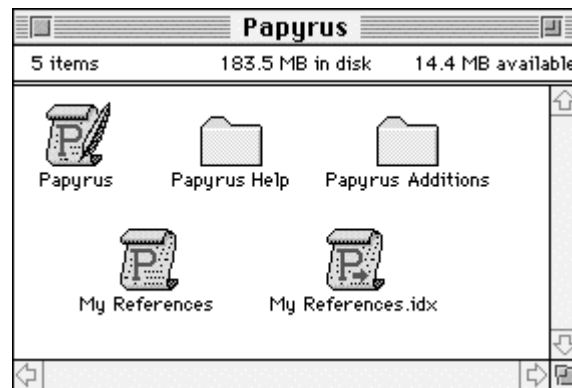 Papyrus
5 items 183.5 MB in disk 14.4 MB available
Papyrus Papyrus Help Papyrus Additions
My References My References.idx